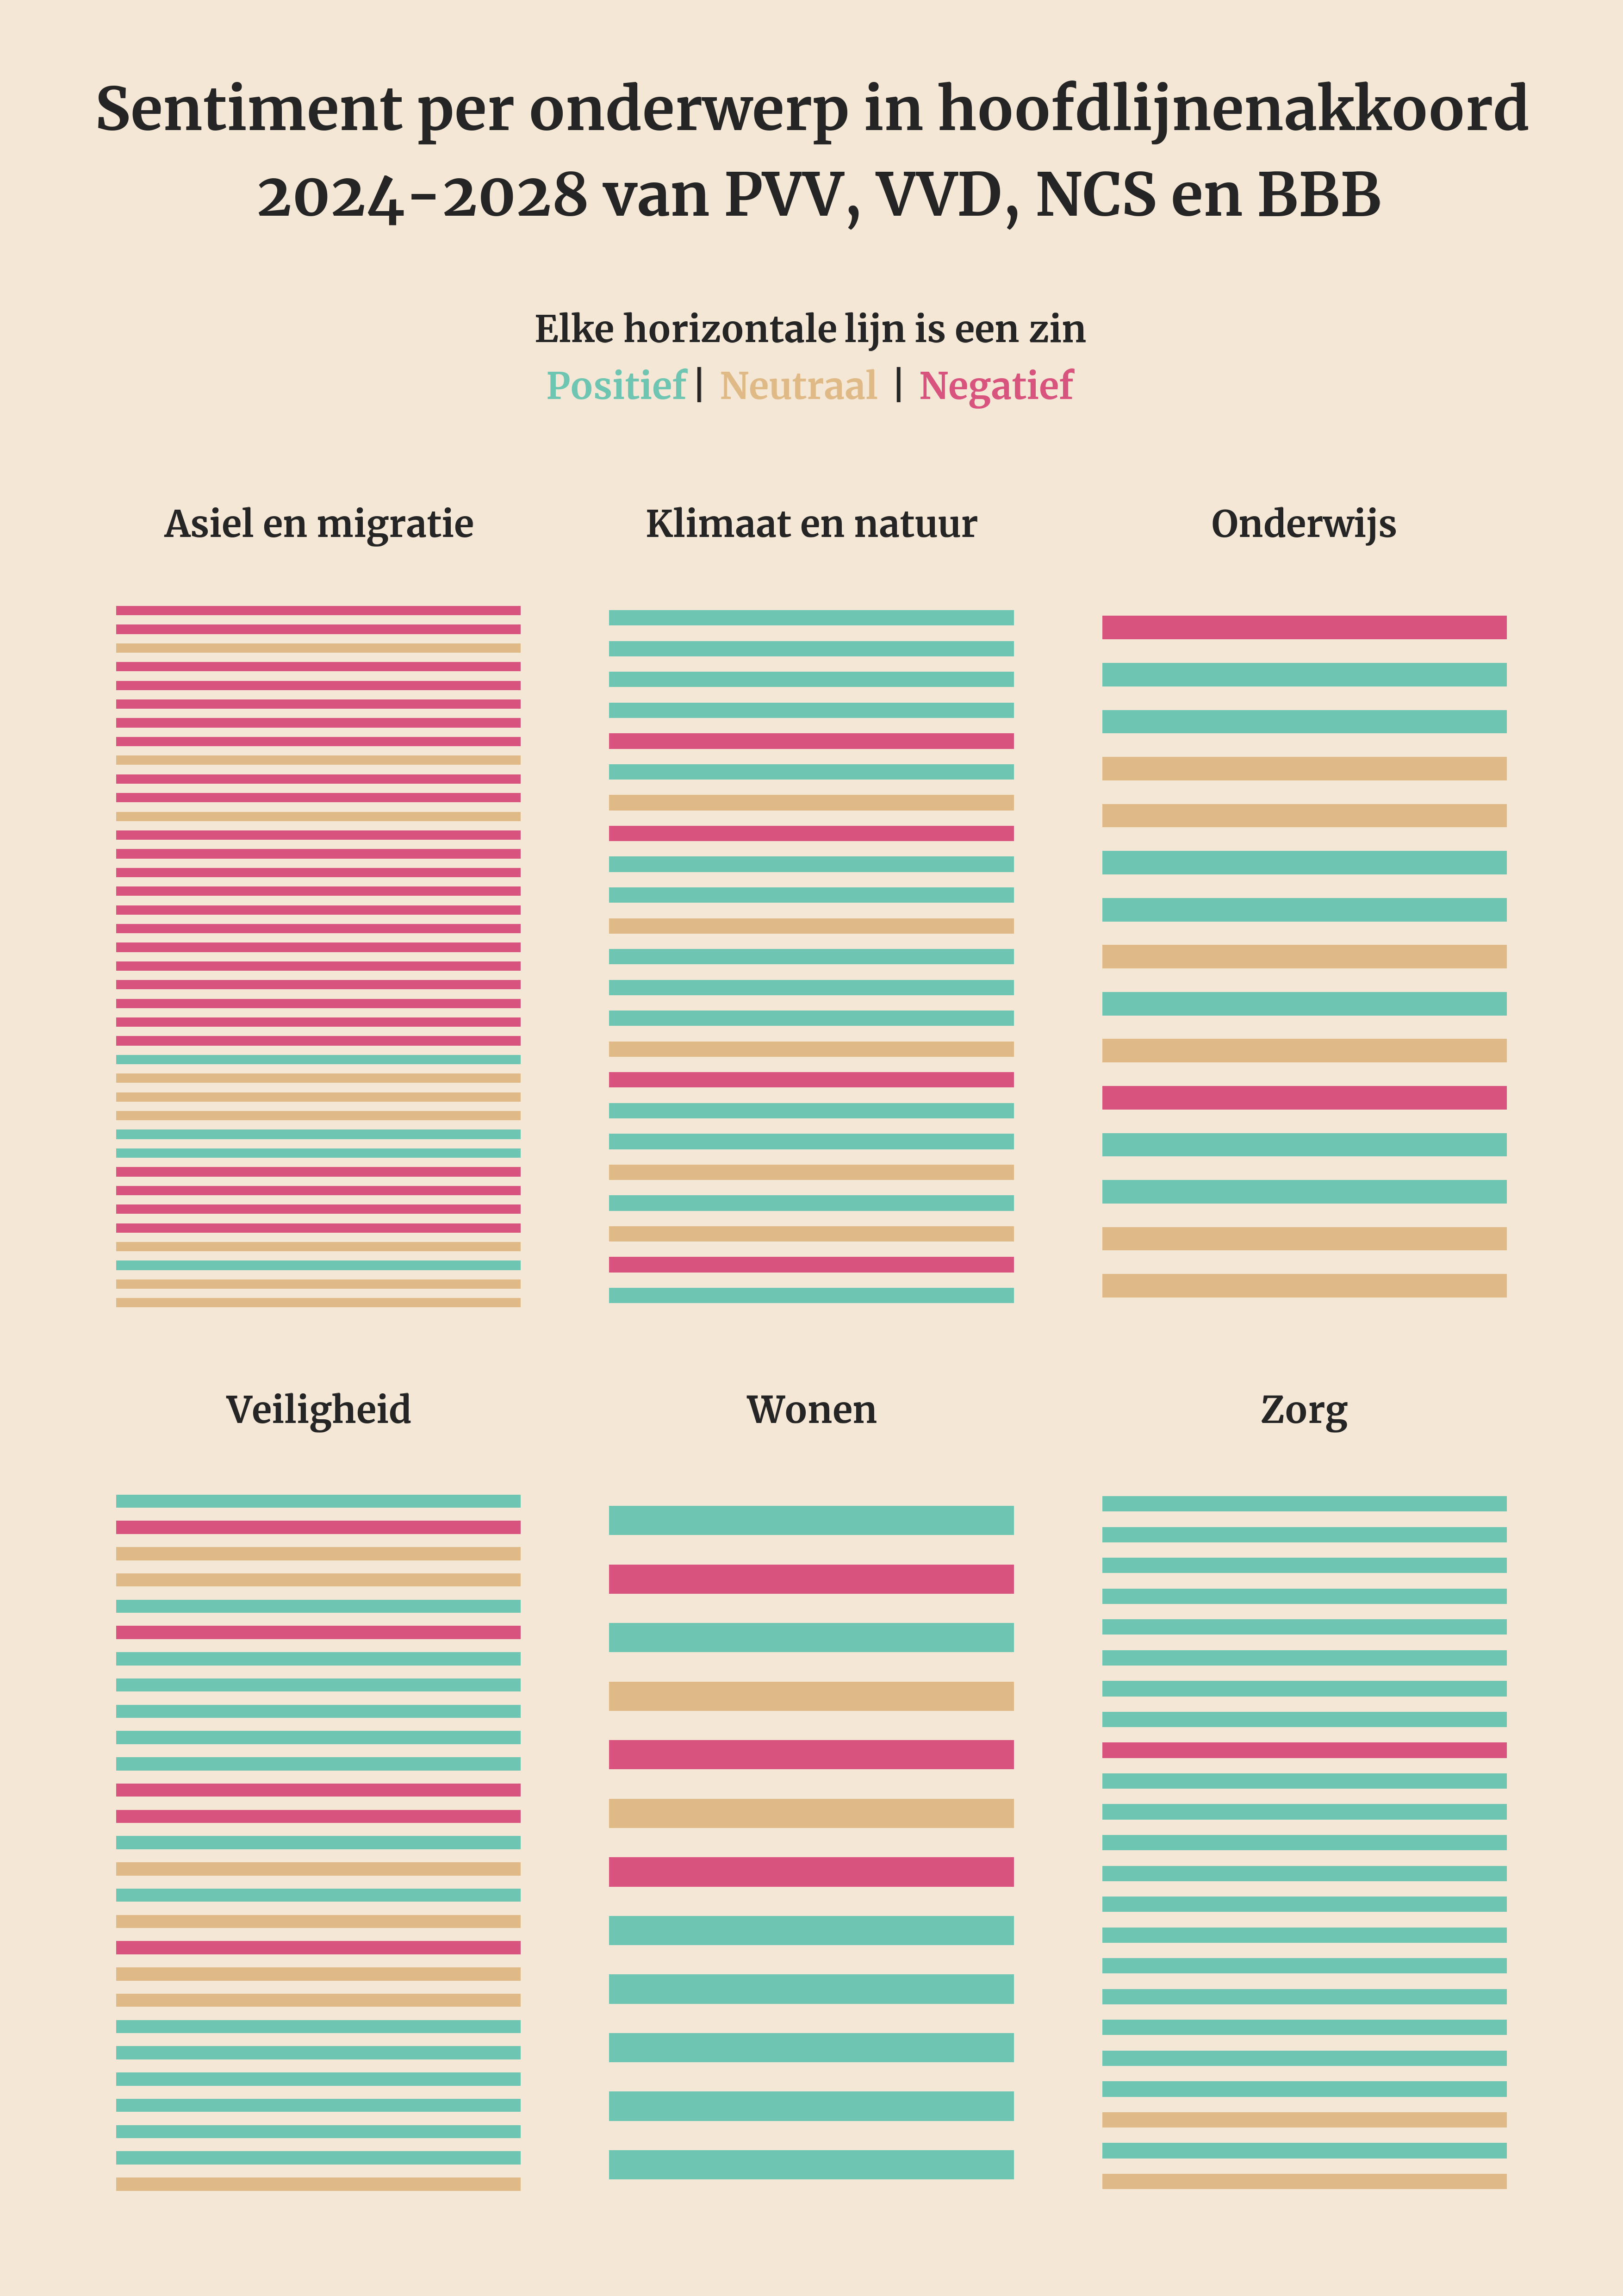 Sentiment per onderwerp in hoofdlijnenakkoord
2024-2028 van PVV, VVD, NCS en BBB
Elke horizontale lijn is een zin
Positief | Neutraal | Negatief
Asiel en migratie
Klimaat en natuur
Onderwijs
Veiligheid
Wonen
Zorg